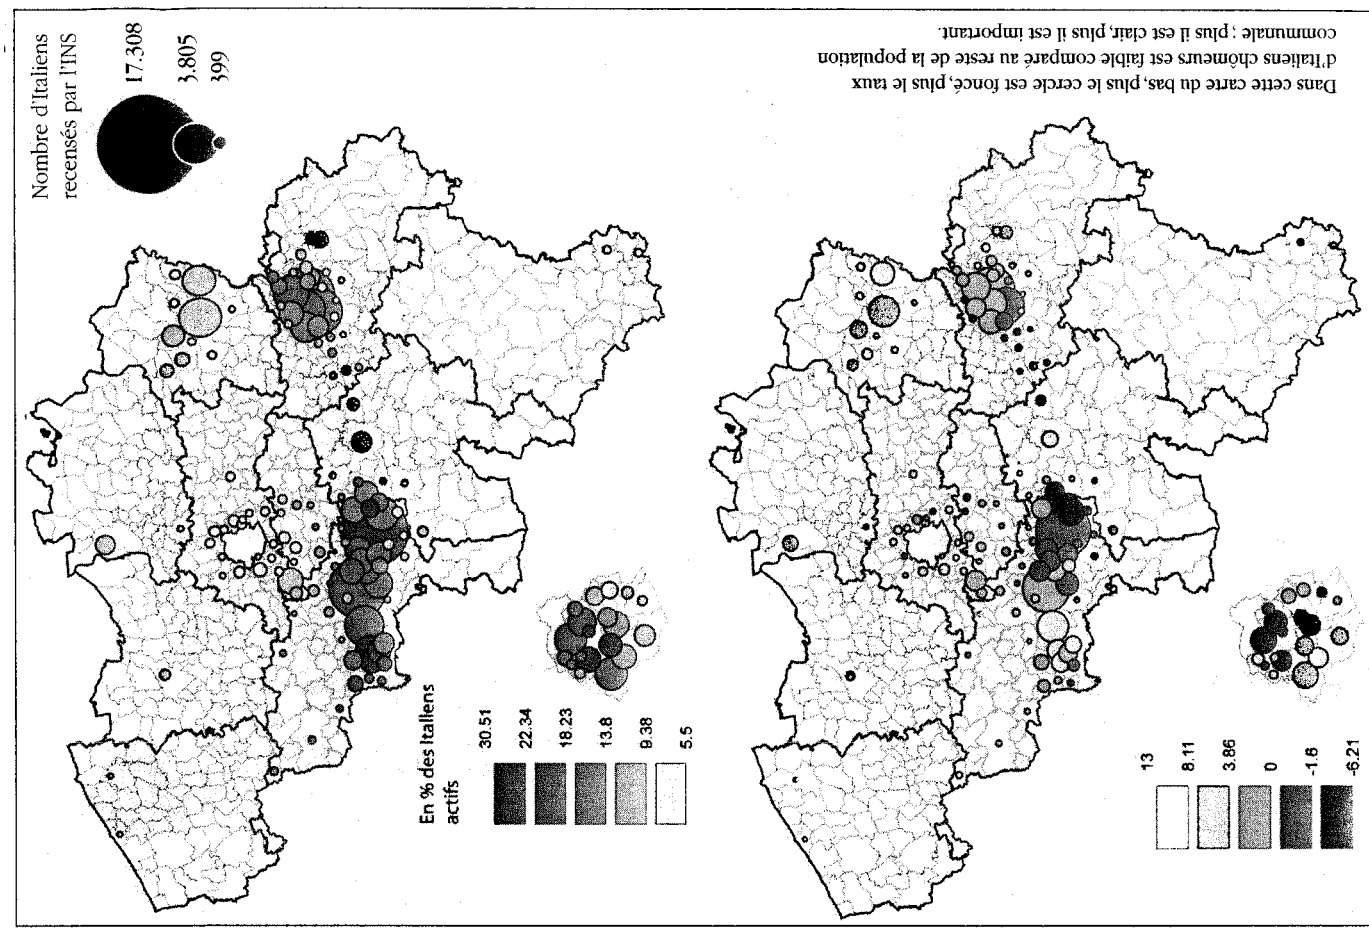 Nombre d'Italiens
recensés par l'INS
17.308
3.805
399
En % des Italiens
actifs
30.51
22.34
18.23
13.8
9.38
5.5
Dans cette carte du bas, plus le cercle est foncé, plus le taux
d'Italiens chômeurs est faible comparé au reste de la population
communale ; plus il est clair, plus il est important.
13
8.11
3.86
0
-1.6
-6.21